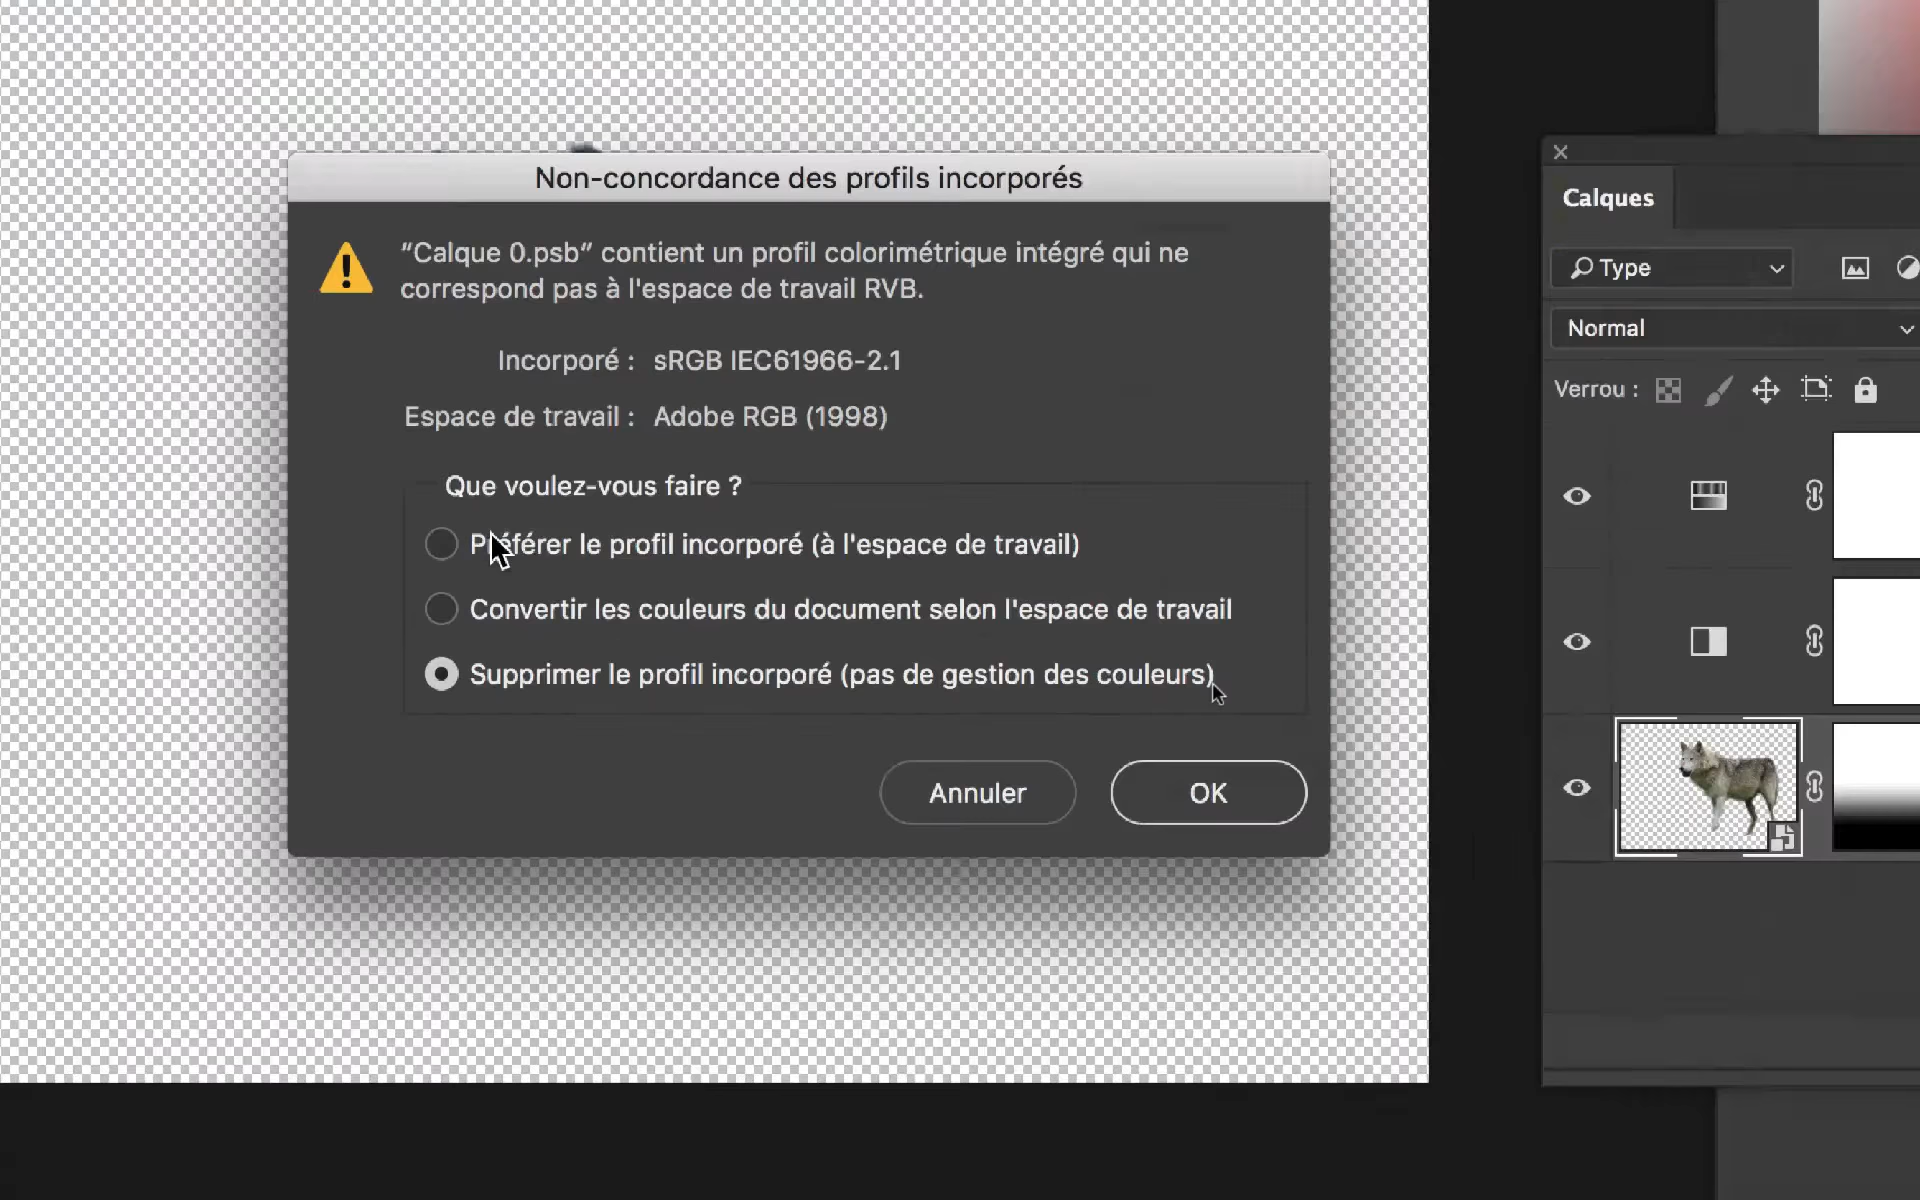 Non-concordance des profils incorporés
“Calque 0.psb” contient un profil colorimétrique intégré qui ne
correspond pas à l'espace de travail RVB.
Incorporé : sRGB IEC61966-2.1
Espace de travail : Adobe RGB (1998)
Que voulez-vous faire ?
Préférer le profil incorporé (à l'espace de travail)
Convertir les couleurs du document selon l'espace de travail
Supprimer le profil incorporé (pas de gestion des couleurs)
Annuler
OK
Calques
Type
Normal
Verrou :